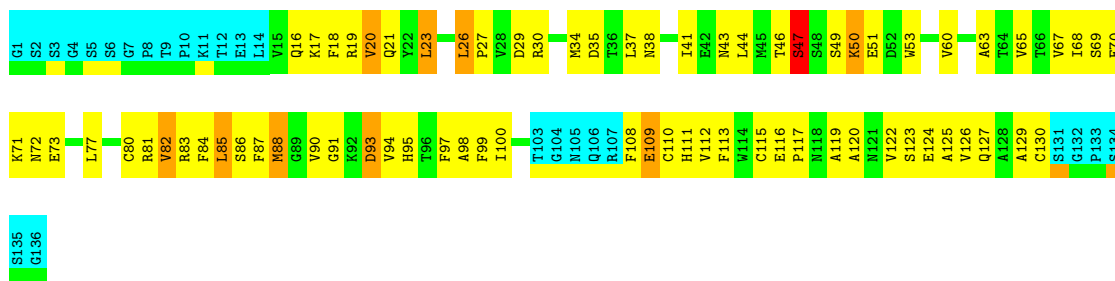 G1 S2 S3 G4 S5 S6 G7 P8 T9 P10 K11 T12 E13 L14 V15 Q16 K17 F18 R19 V20 Q21 Y22 L23 L26 P27 V28 D29 R30 M34 D35 T36 L37 N38 I41 E42 N43 L44 M45 T46 S47 S48 S49 K50 E51 D52 W53 V60 A63 T64 V65 T66 V67 I68 S69
K71 N72 E73 L77 C80 R81 V82 R83 F84 L85 S86 F87 M88 G89 V90 G91 K92 D93 V94 H95 T96 F97 A98 F99 I100 T103 G104 N105 Q106 R107 F108 E109 C110 H111 V112 F113 W114 C115 E116 P117 N118 A119 A120 N121 V122 S123 E124 A125 V126 Q127 A128 A129 C130 S131 G132 P133 S134
S135 G136